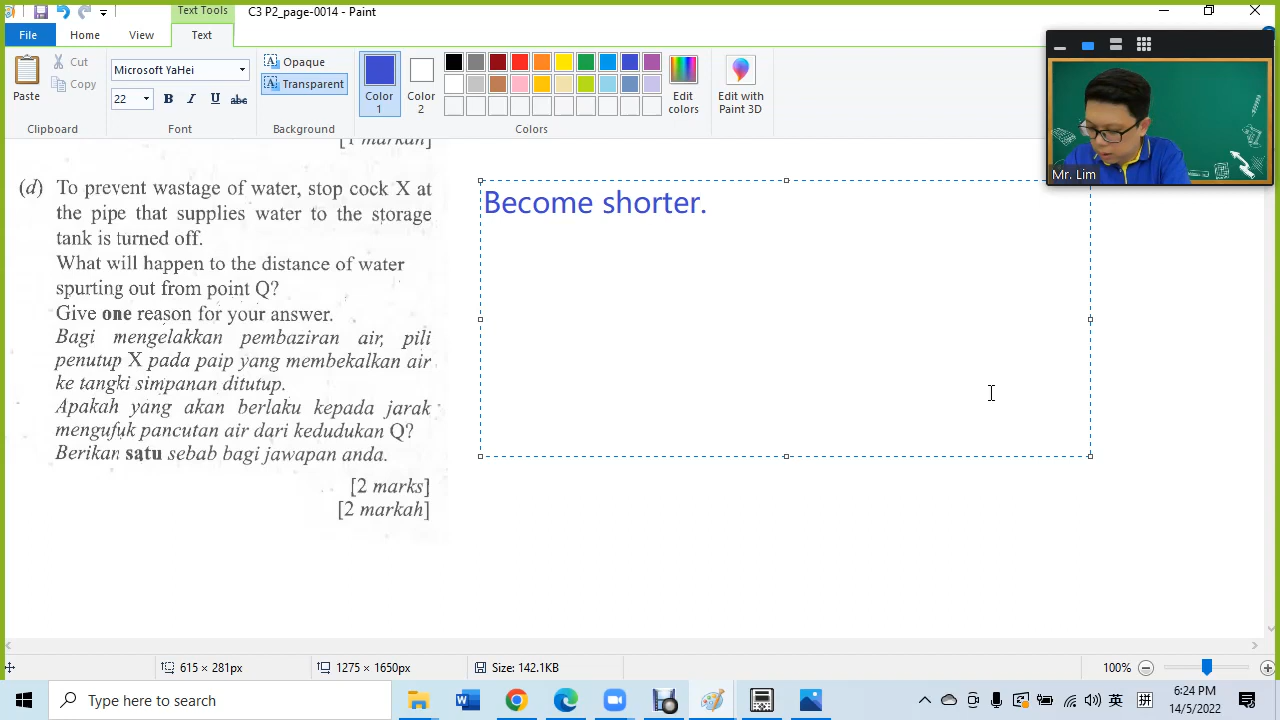 C3 P2_page-0014 - Paint
Text Tools
File
Home
View
Text
Paste
Cut
Copy
Clipboard
Microsoft YaHei
22
B
I
U
abc
Font
Opaque
Transparent
Background
Color 1
Color 2
Edit colors
Colors
Edit with Paint 3D
Mr. Lim
[1 markah]
(d) To prevent wastage of water, stop cock X at
the pipe that supplies water to the storage
tank is turned off.
What will happen to the distance of water
spurting out from point Q?
Give one reason for your answer.
Bagi mengelakkan pembaziran air, pili
penutup X pada paip yang membekalkan air
ke tangki simpanan ditutup.
Apakah yang akan berlaku kepada jarak
mengufuk pancutan air dari kedudukan Q?
Berikan satu sebab bagi jawapan anda.
[2 marks]
[2 markah]
Become shorter.
615 × 281px
1275 × 1650px
Size: 142.1KB
100%
Type here to search
英
拼
6:24 PM
14/5/2022